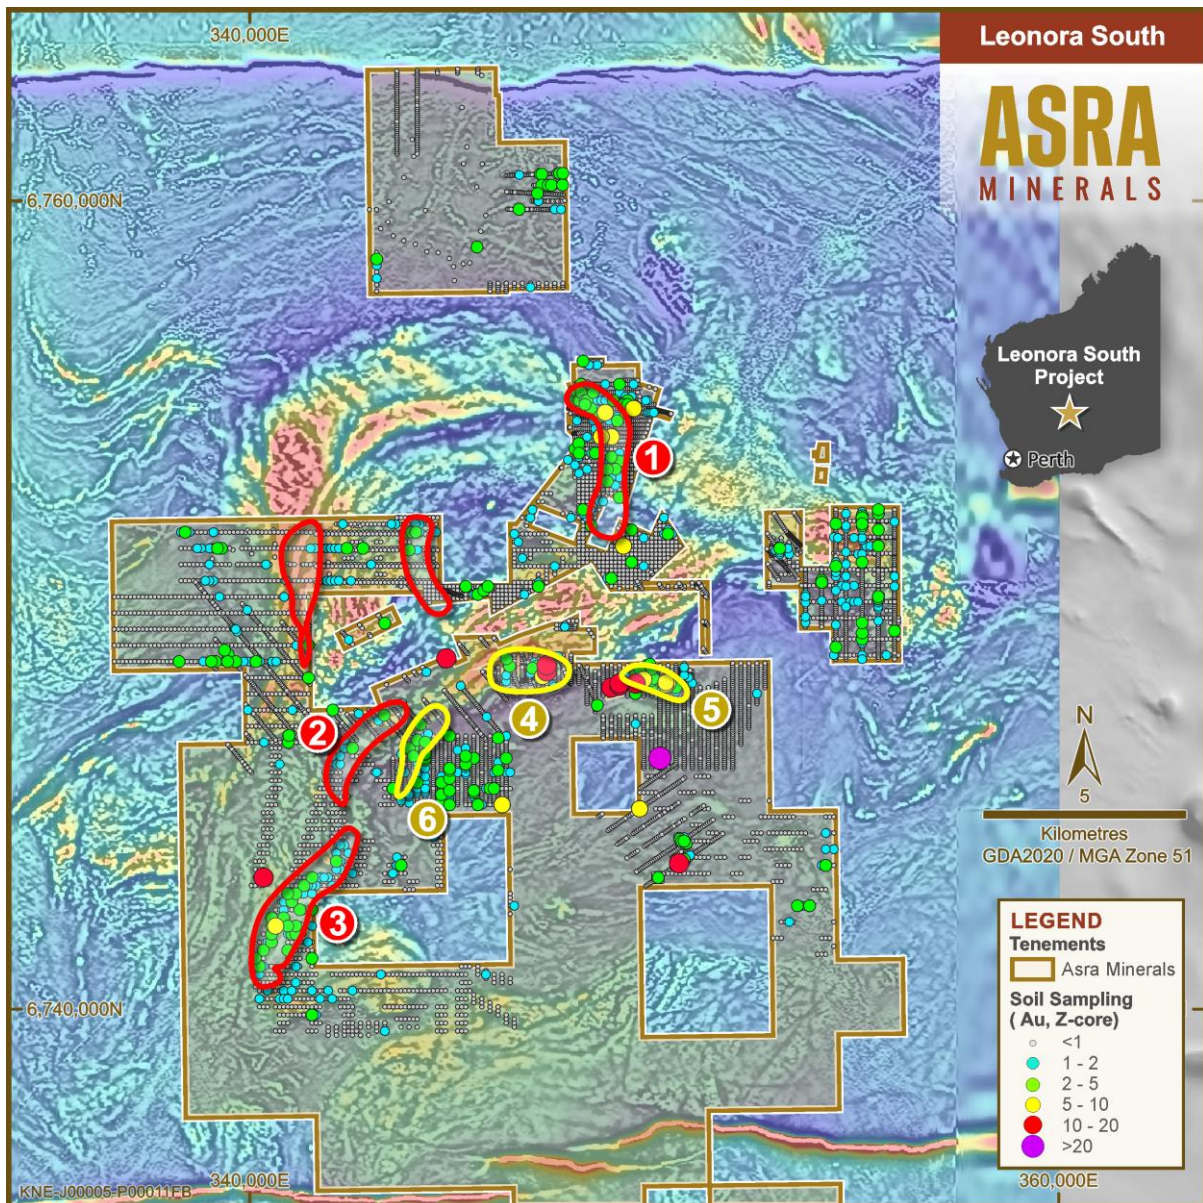 340,000E
Leonora South
ASRA
MINERALS
6,760,000N
Leonora South
Project
Perth
1
2
4
5
6
3
N
5
Kilometres
GDA2020 / MGA Zone 51
LEGEND
Tenements
Asra Minerals
Soil Sampling
( Au, Z-core)
<1
1 - 2
2 - 5
5 - 10
10 - 20
>20
6,740,000N
KNE-J00005-P00011FB
340,000E
360,000E